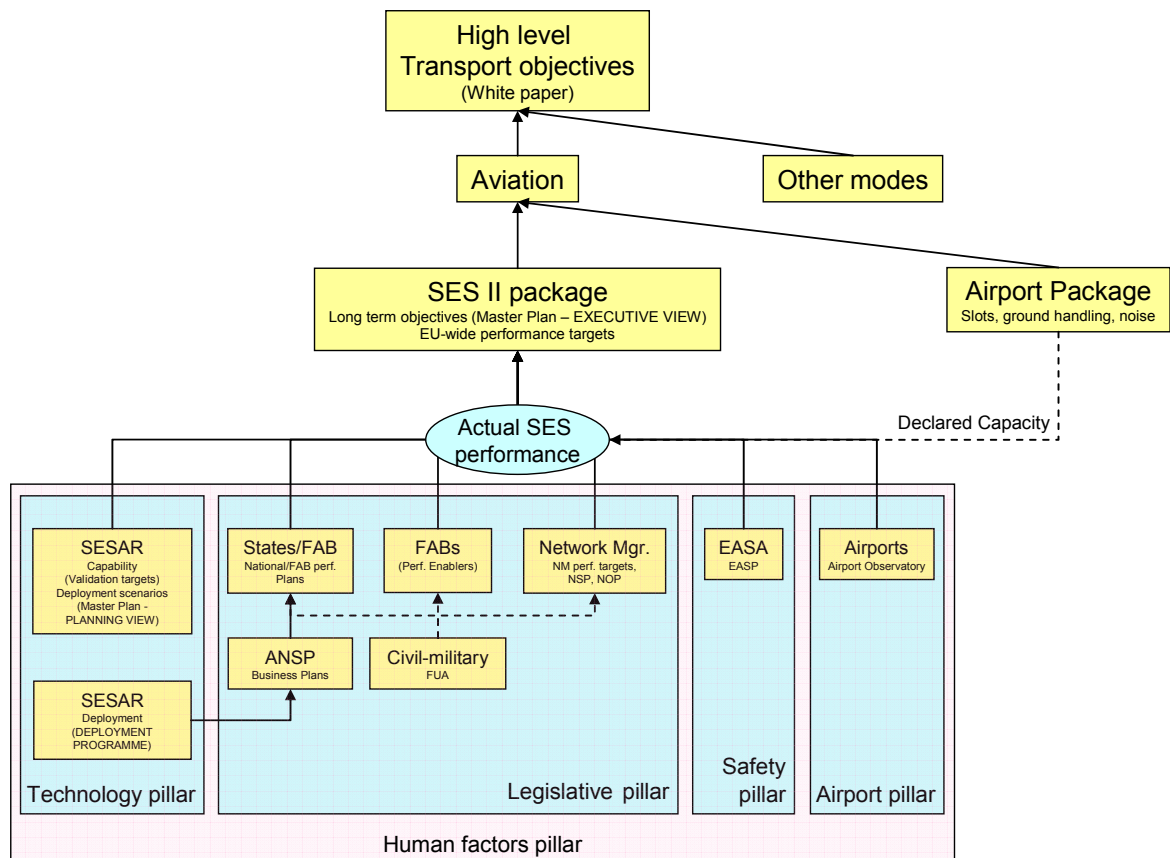 High level
Transport objectives
(White paper)
Aviation
Other modes
SES II package
Long term objectives (Master Plan – EXECUTIVE VIEW)
EU-wide performance targets
Airport Package
Slots, ground handling, noise
Declared Capacity
Actual SES
performance
SESAR
Capability
(Validation targets)
Deployment scenarios
(Master Plan -
PLANNING VIEW)
States/FAB
National/FAB perf.
Plans
FABs
(Perf. Enablers)
Network Mgr.
NM perf. targets,
NSP, NOP
EASA
EASP
Airports
Airport Observatory
ANSP
Business Plans
Civil-military
FUA
SESAR
Deployment
(DEPLOYMENT
PROGRAMME)
Technology pillar
Legislative pillar
Safety
pillar
Airport pillar
Human factors pillar